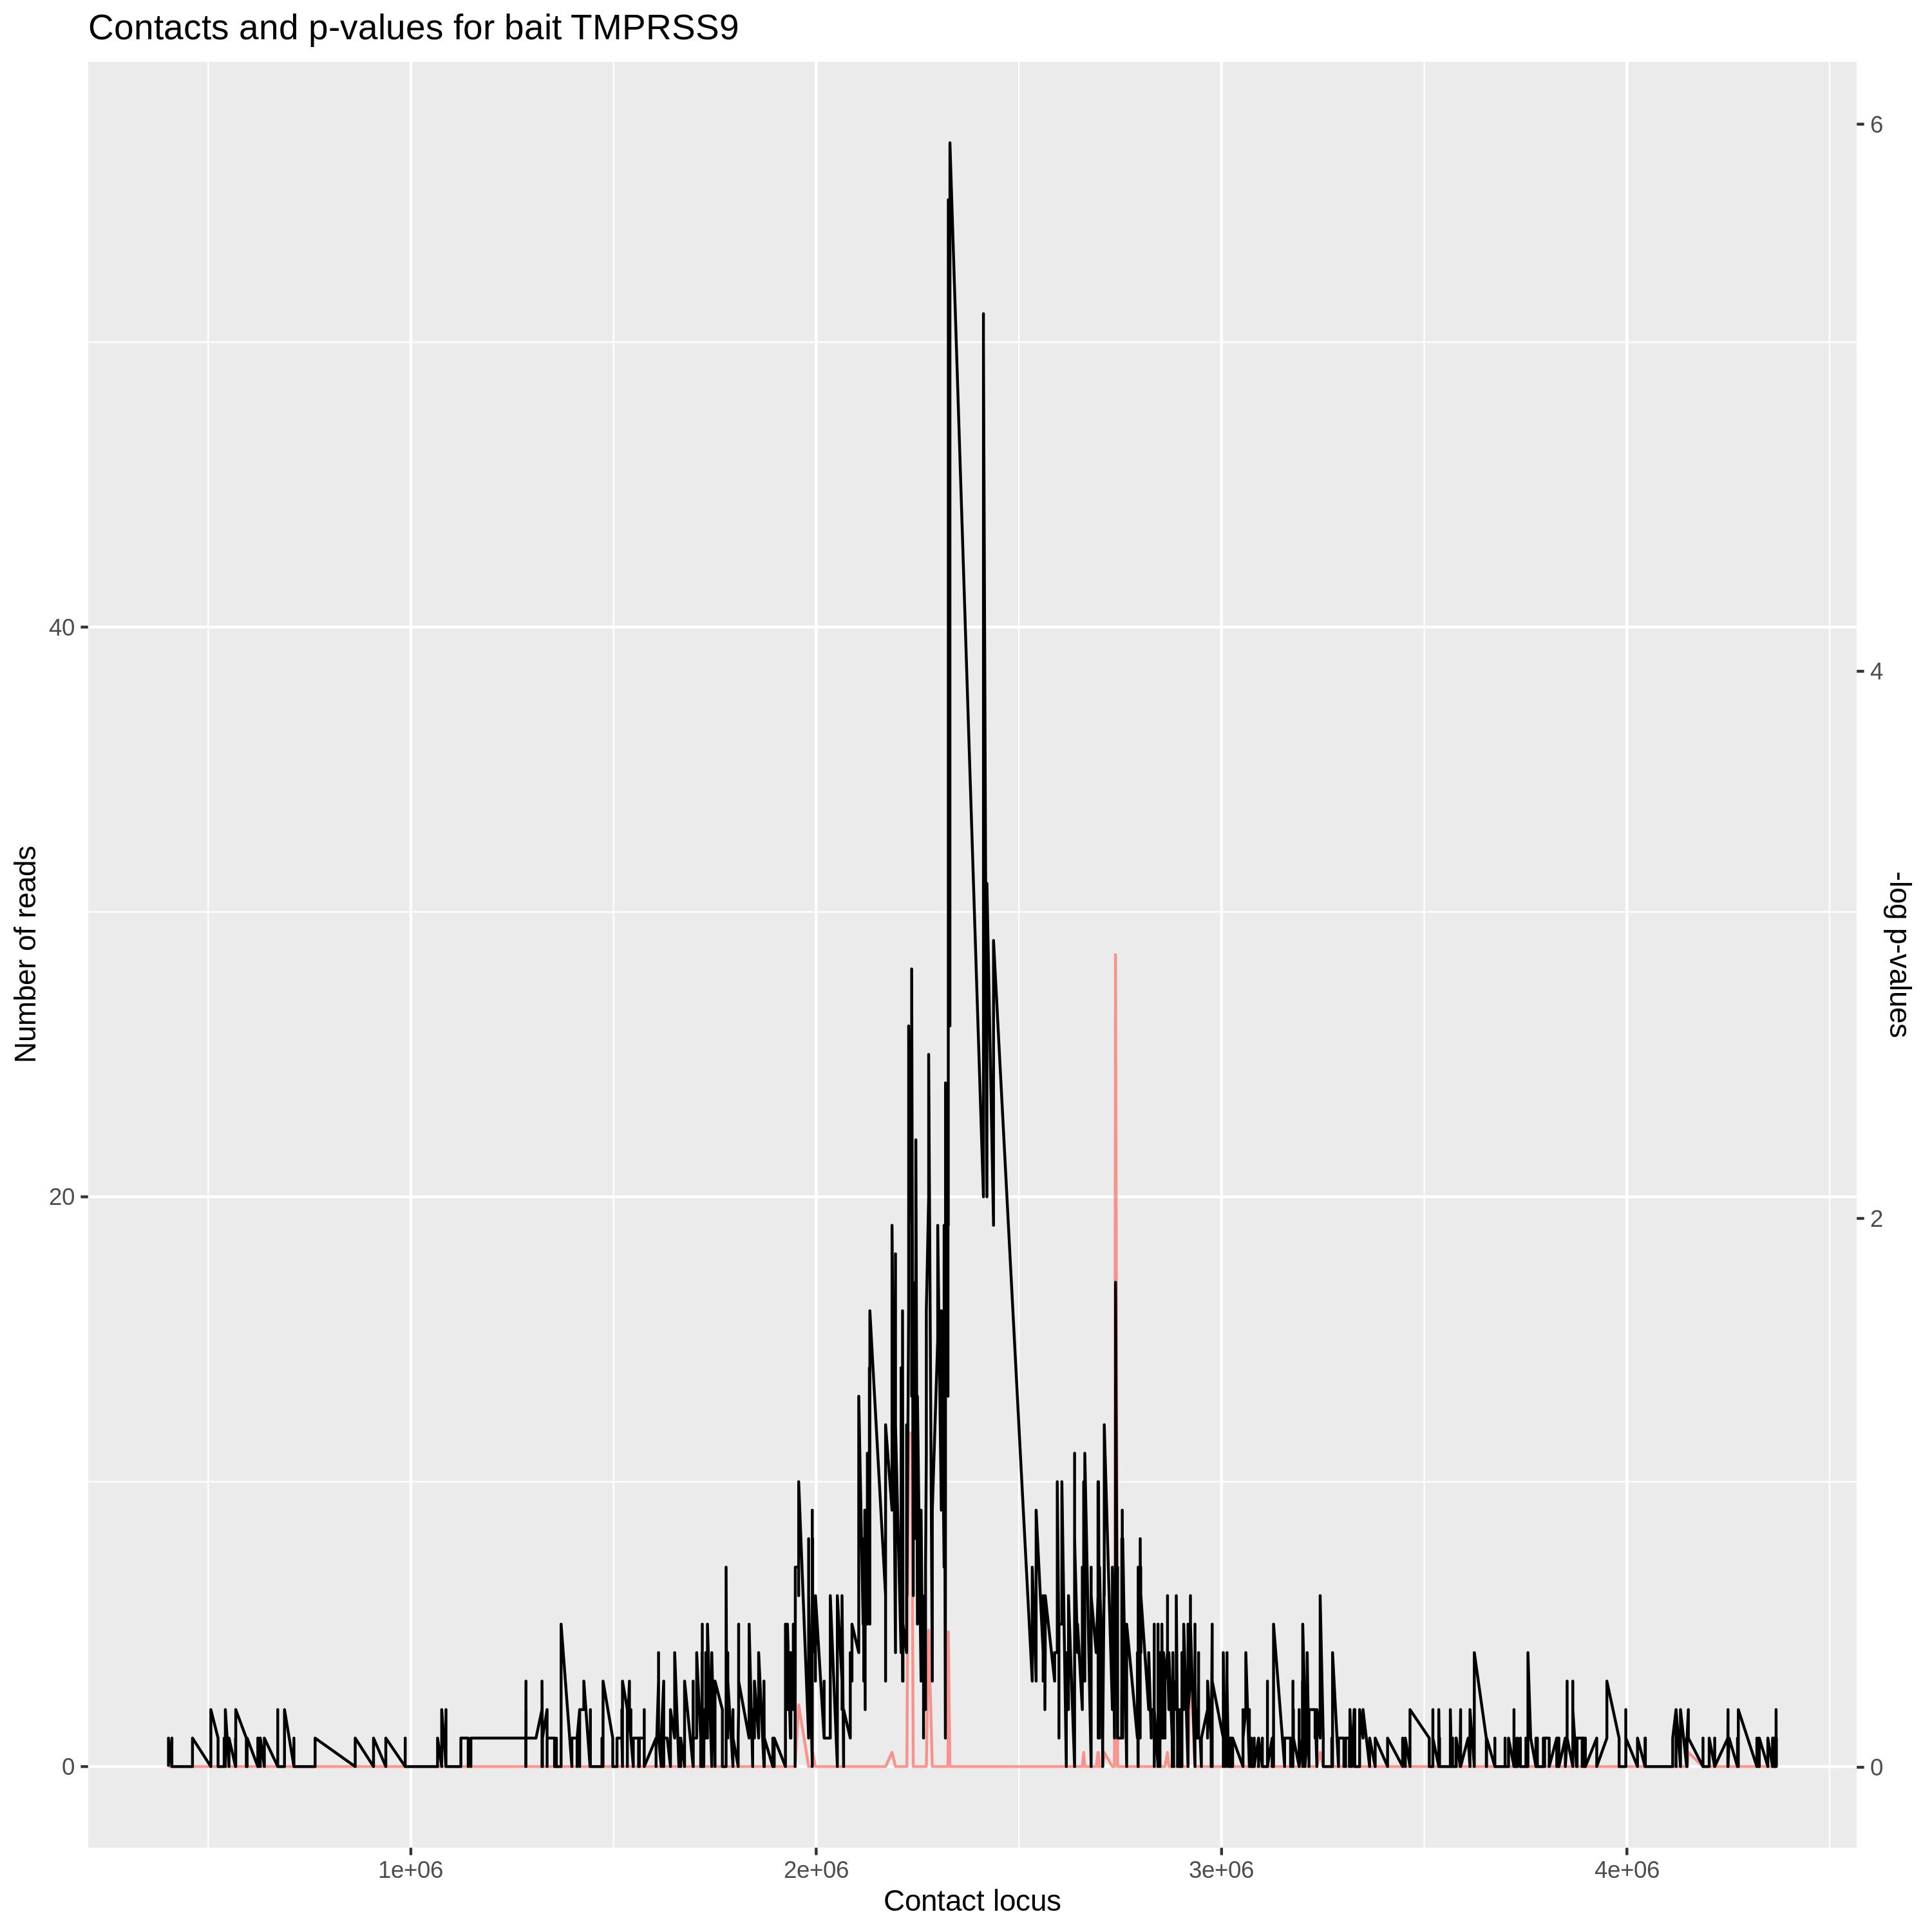 Contacts and p-values for bait TMPRSS9
6
4
2
0
40
20
0
Number of reads
-log p-values
1e+06
2e+06
3e+06
4e+06
Contact locus